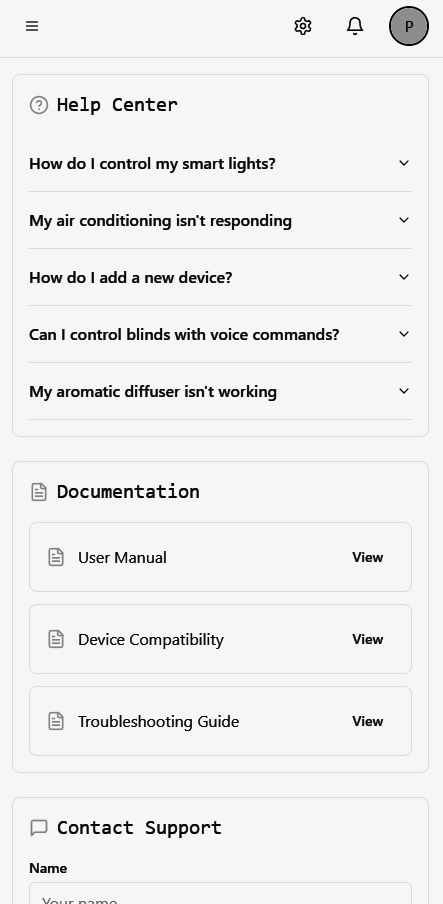 P
Help Center
How do I control my smart lights?
My air conditioning isn't responding
How do I add a new device?
Can I control blinds with voice commands?
My aromatic diffuser isn't working
Documentation
User Manual View
Device Compatibility View
Troubleshooting Guide View
Contact Support
Name
Your name